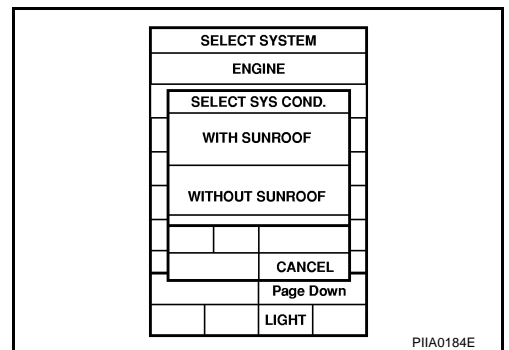 SELECT SYSTEM
ENGINE
SELECT SYS COND.
WITH SUNROOF
WITHOUT SUNROOF
CANCEL
Page Down
LIGHT
PIIA0184E